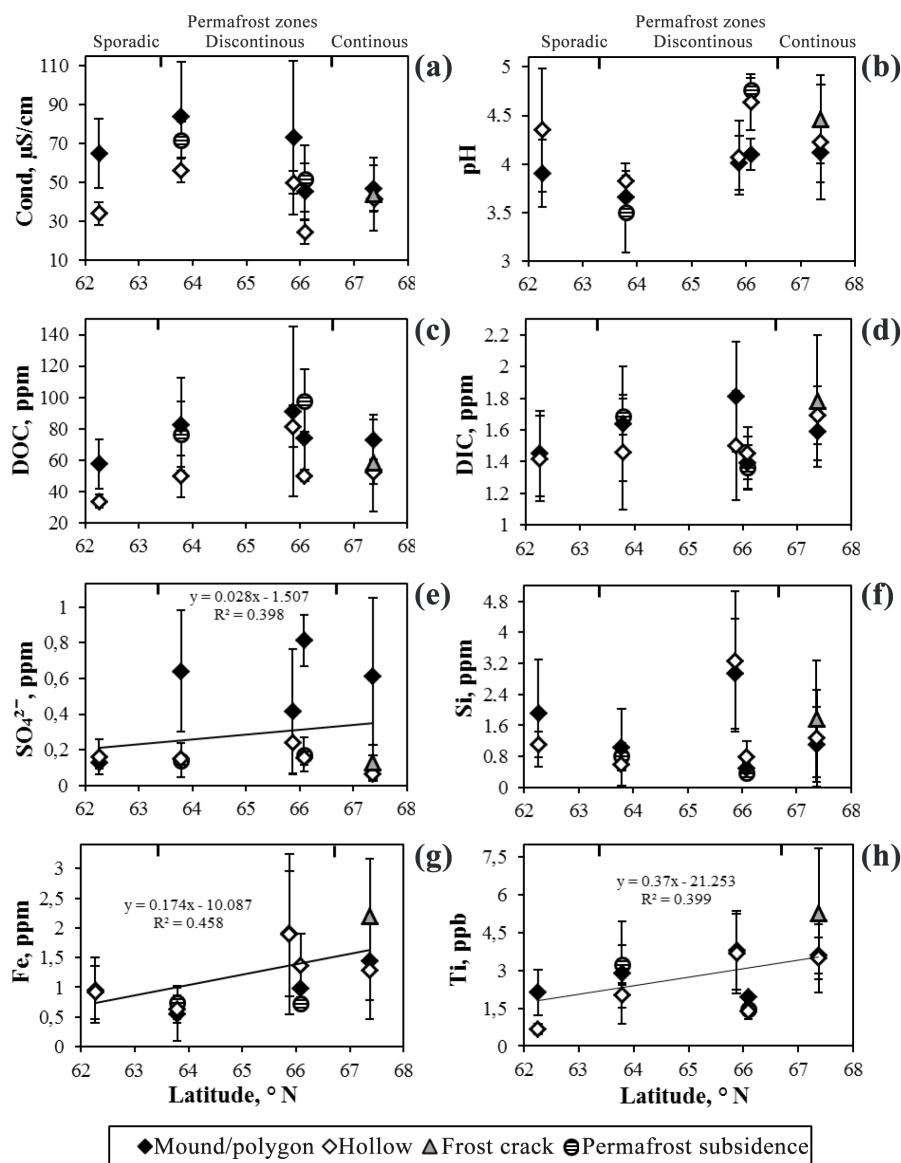 Permafrost zones
Sporadic Discontinous Continous
Permafrost zones
Sporadic Discontinous Continous
(a)
Cond, µS/cm
110
90
70
50
30
10
62 63 64 65 66 67 68
(b)
pH
5
4.5
4
3.5
3
62 63 64 65 66 67 68
(c)
DOC, ppm
140
120
100
80
60
40
20
62 63 64 65 66 67 68
(d)
DIC, ppm
2.2
2
1.8
1.6
1.4
1.2
1
62 63 64 65 66 67 68
(e)
SO₄²⁻, ppm
y = 0.028x - 1.507
R² = 0.398
1
0,8
0,6
0,4
0,2
0
62 63 64 65 66 67 68
(f)
Si, ppm
4.8
4
3.2
2.4
1.6
0.8
0
62 63 64 65 66 67 68
(g)
Fe, ppm
y = 0.174x - 10.087
R² = 0.458
3
2,5
2
1,5
1
0,5
0
62 63 64 65 66 67 68
Latitude, ° N
(h)
Ti, ppb
y = 0.37x - 21.253
R² = 0.399
7,5
6
4,5
3
1,5
0
62 63 64 65 66 67 68
Latitude, ° N
Mound/polygon Hollow Frost crack Permafrost subsidence